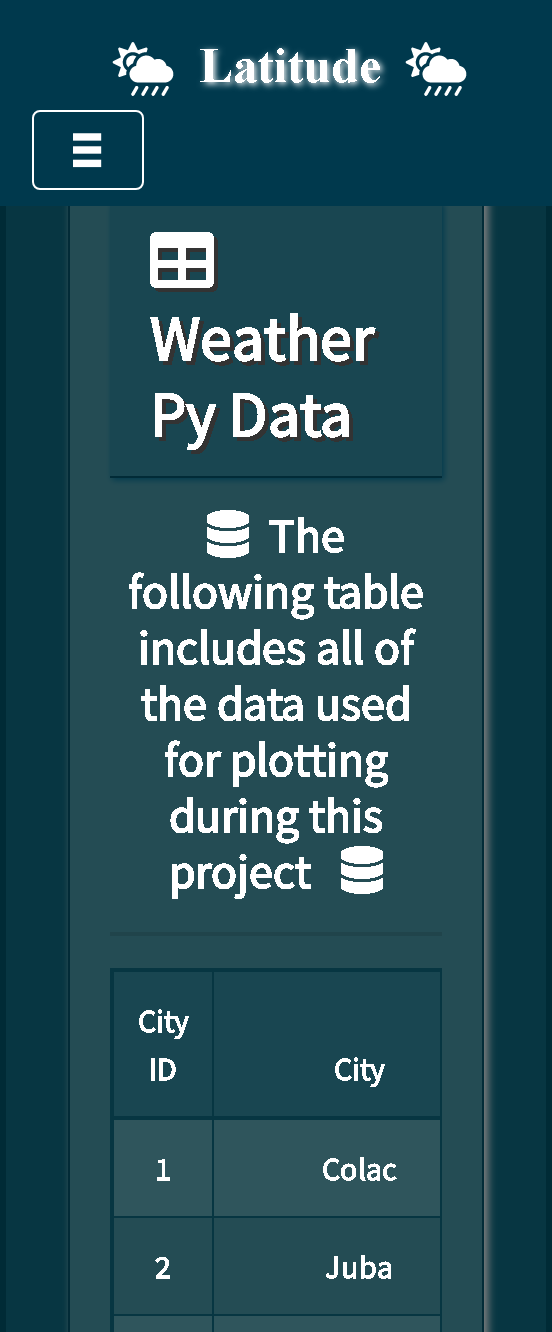 Latitude
Weather
Py Data
The
following table
includes all of
the data used
for plotting
during this
project
City
ID City
1 Colac
2 Juba